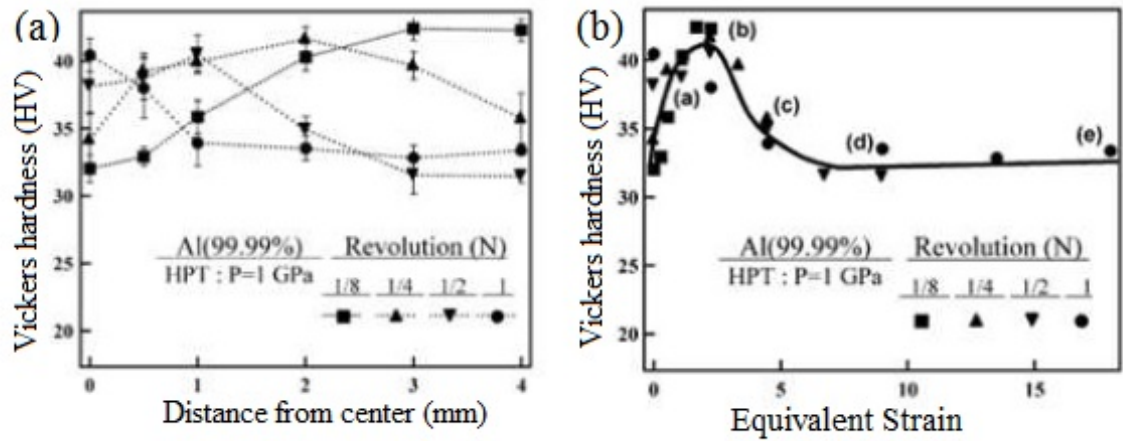 (a)
Vickers hardness (HV)
40
35
30
25
20
Al(99.99%) Revolution (N)
HPT : P=1 GPa
1/8 1/4 1/2 1
0 1 2 3 4
Distance from center (mm)
(b)
Vickers hardness (HV)
40
35
30
25
20
(b)
(a)
(c)
(d)
(e)
Al(99.99%) Revolution (N)
HPT : P=1 GPa
1/8 1/4 1/2 1
0 5 10 15
Equivalent Strain